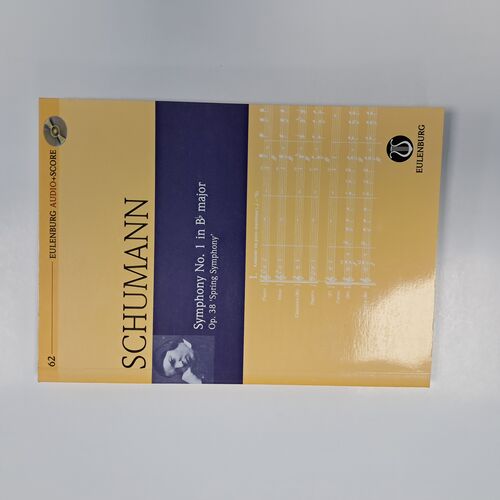 62
EULENBURG AUDIO+SCORE
SCHUMANN
Symphony No. 1 in B♭ major
Op. 38 'Spring Symphony'
I.
EULENBURG